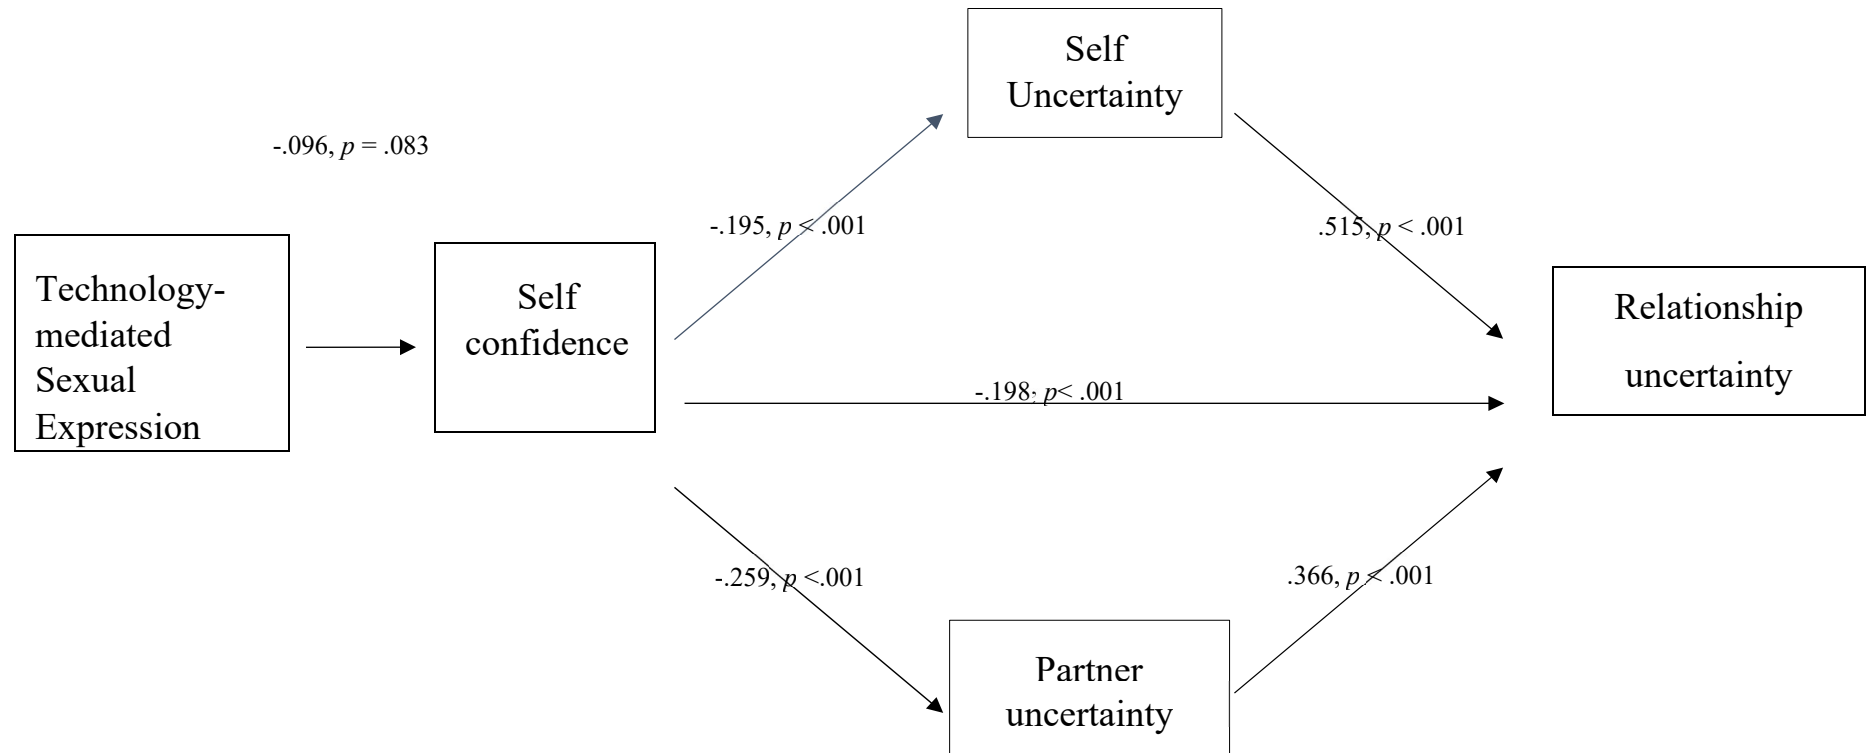 Self
Uncertainty
-.096, p = .083
-.195, p < .001
.515, p < .001
Technology-
mediated
Sexual
Expression
Self
confidence
Relationship
uncertainty
-.198, p< .001
-.259, p <.001
.366, p < .001
Partner
uncertainty